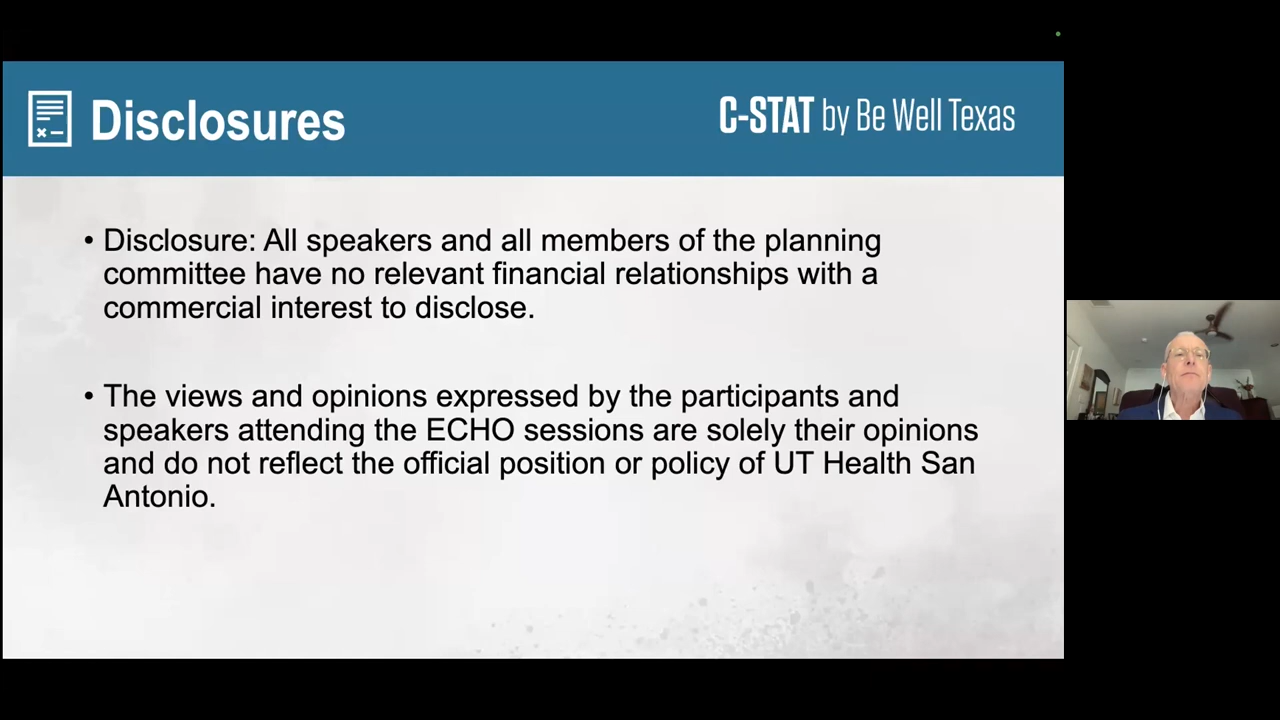 Disclosures
C-STAT by Be Well Texas
• Disclosure: All speakers and all members of the planning
committee have no relevant financial relationships with a
commercial interest to disclose.
• The views and opinions expressed by the participants and
speakers attending the ECHO sessions are solely their opinions
and do not reflect the official position or policy of UT Health San
Antonio.